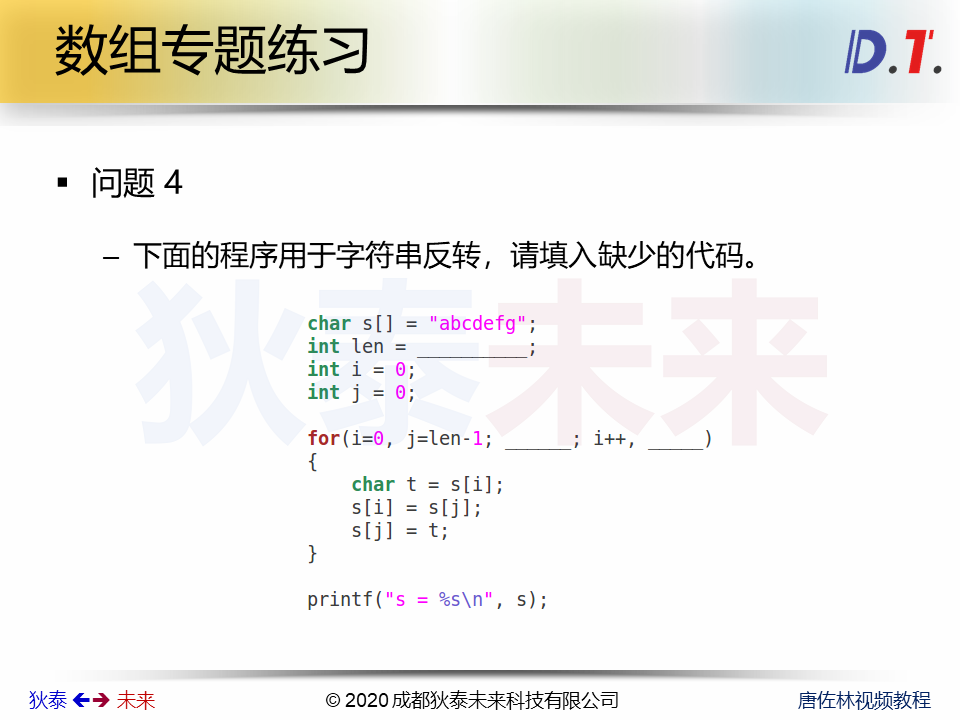 数组专题练习
D.T.
▪ 问题 4
– 下面的程序用于字符串反转，请填入缺少的代码。
狄泰未来
char s[] = "abcdefg";
int len = __________;
int i = 0;
int j = 0;
for(i=0, j=len-1; ______; i++, _____)
{
    char t = s[i];
    s[i] = s[j];
    s[j] = t;
}
printf("s = %s\n", s);
狄泰 未来
© 2020 成都狄泰未来科技有限公司
唐佐林视频教程